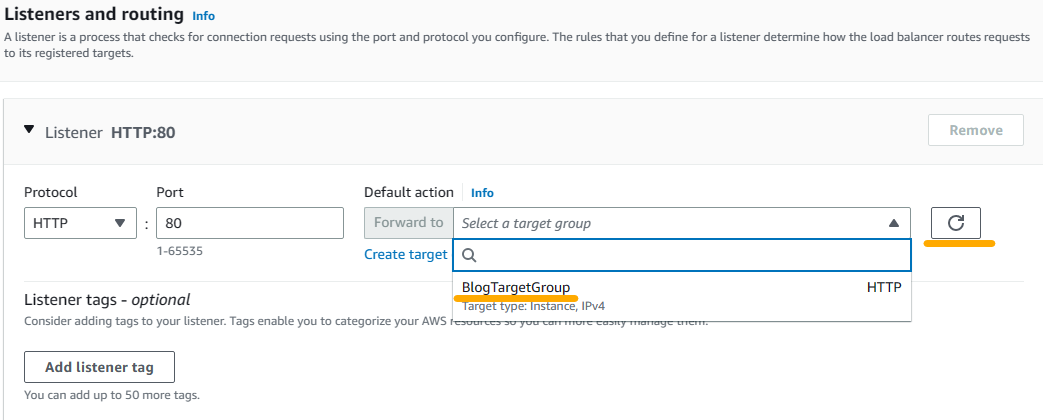 Listeners and routing Info
A listener is a process that checks for connection requests using the port and protocol you configure. The rules that you define for a listener determine how the load balancer routes requests
to its registered targets.
Listener HTTP:80
Remove
Protocol
Port
Default action
Info
HTTP
:
80
Forward to
Select a target group
1-65535
Create target
BlogTargetGroup
HTTP
Target type: Instance, IPv4
Listener tags - optional
Consider adding tags to your listener. Tags enable you to categorize your AWS resources so you can more easily manage them.
Add listener tag
You can add up to 50 more tags.